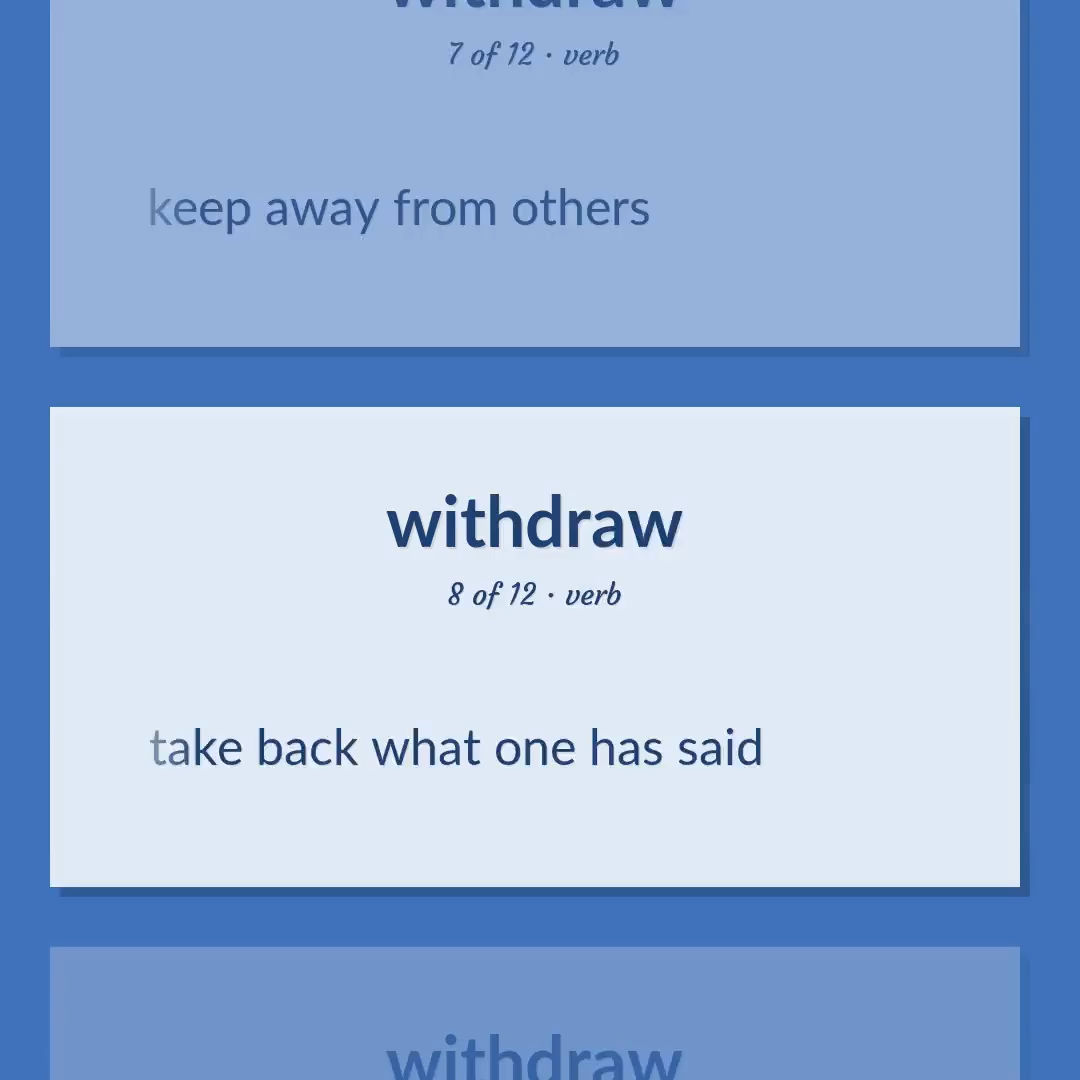 withdraw
7 of 12 · verb
keep away from others
withdraw
8 of 12 · verb
take back what one has said
withdraw